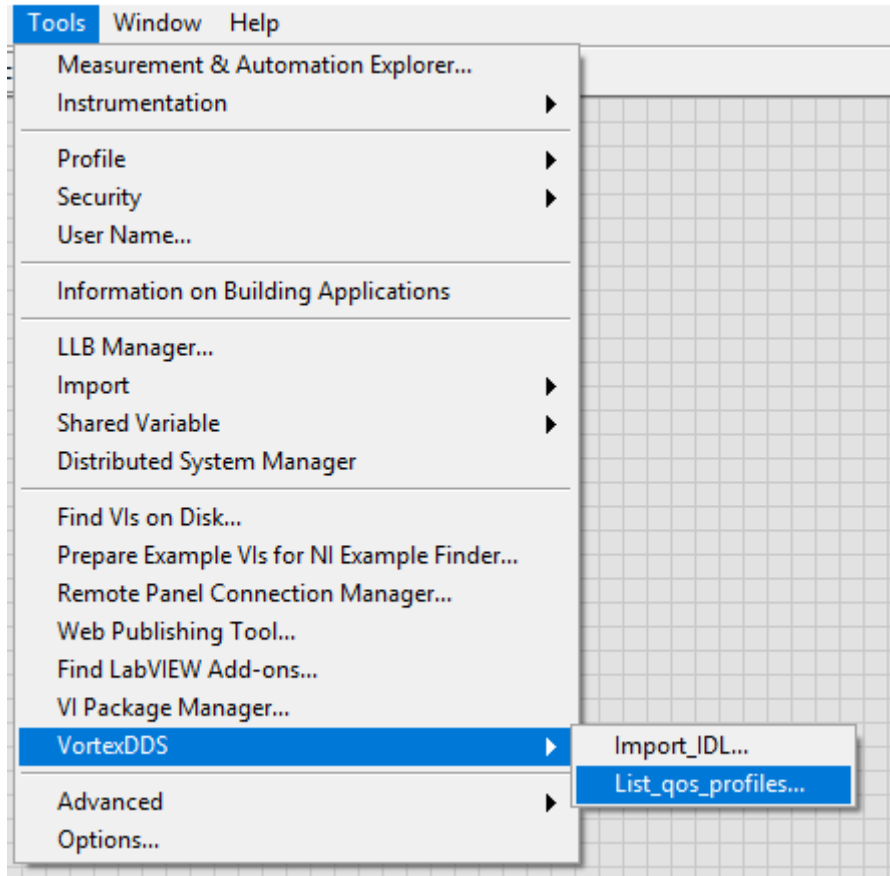 Tools Window Help
Measurement & Automation Explorer...
Instrumentation
Profile
Security
User Name...
Information on Building Applications
LLB Manager...
Import
Shared Variable
Distributed System Manager
Find VIs on Disk...
Prepare Example VIs for NI Example Finder...
Remote Panel Connection Manager...
Web Publishing Tool...
Find LabVIEW Add-ons...
VI Package Manager...
VortexDDS Import_IDL...
List_qos_profiles...
Advanced
Options...